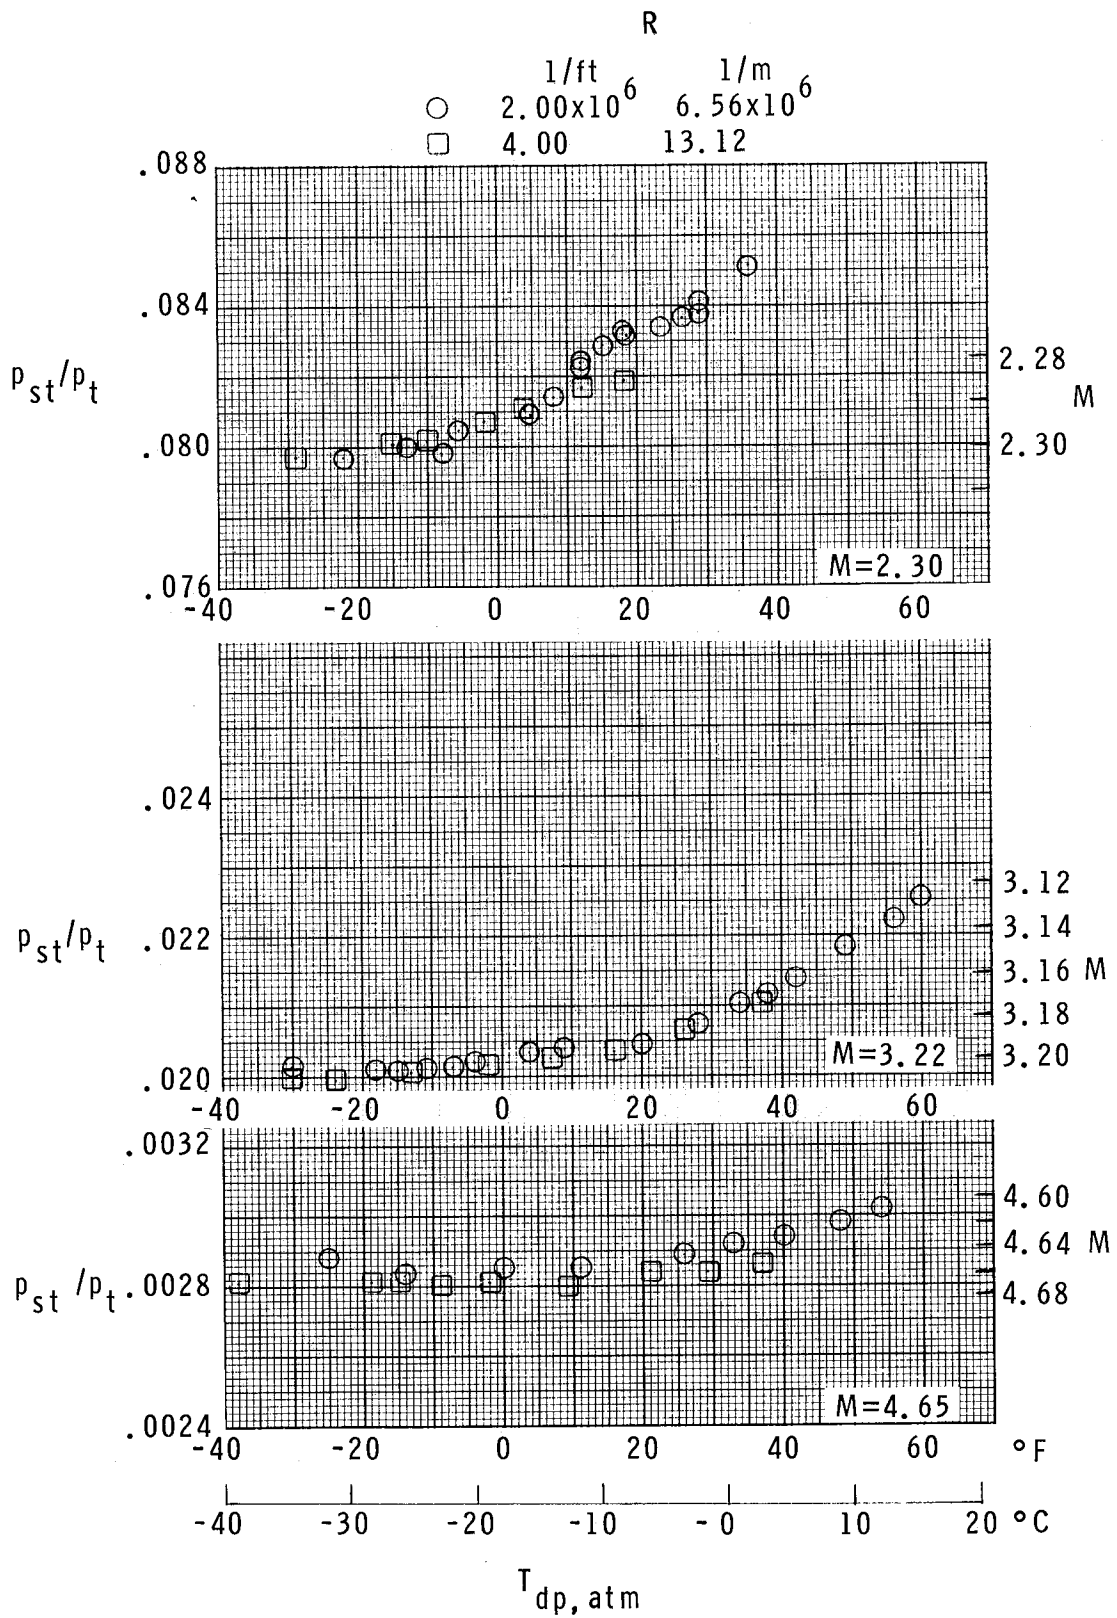 R
1/ft 1/m
2.00x10^6 6.56x10^6
4.00 13.12
.088
.084
2.28
p_st/p_t
M
.080
2.30
M=2.30
.076
-40 -20 0 20 40 60
.024
3.12
p_st/p_t
.022
3.14
3.16 M
3.18
M=3.22
3.20
.020
-40 -20 0 20 40 60
.0032
4.60
4.64 M
p_st /p_t
.0028
4.68
M=4.65
.0024
-40 -20 0 20 40 60 °F
-40 -30 -20 -10 - 0 10 20 °C
T_dp, atm